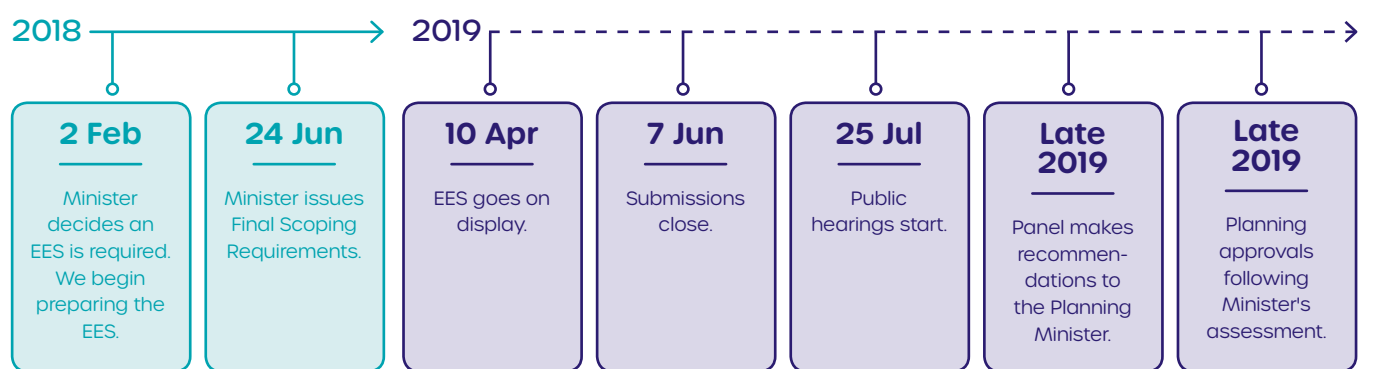 2018
2019
2 Feb
Minister
decides an
EES is required.
We begin
preparing the
EES.
24 Jun
Minister issues
Final Scoping
Requirements.
10 Apr
EES goes on
display.
7 Jun
Submissions
close.
25 Jul
Public
hearings start.
Late
2019
Panel makes
recommen-
dations to
the Planning
Minister.
Late
2019
Planning
approvals
following
Minister's
assessment.